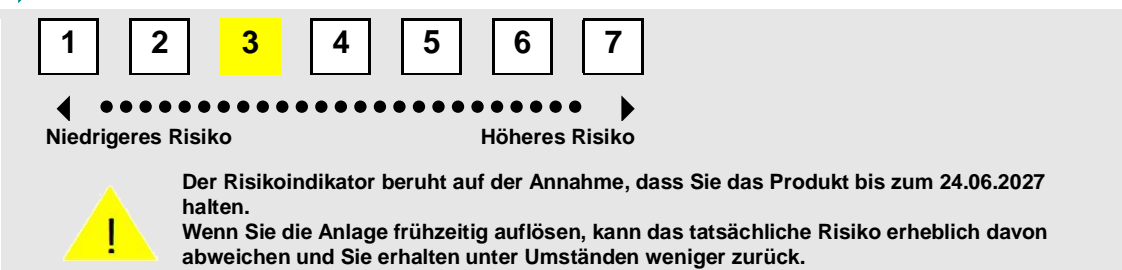 1 2 3 4 5 6 7
Niedrigeres Risiko Höheres Risiko
Der Risikoindikator beruht auf der Annahme, dass Sie das Produkt bis zum 24.06.2027
halten.
Wenn Sie die Anlage frühzeitig auflösen, kann das tatsächliche Risiko erheblich davon
abweichen und Sie erhalten unter Umständen weniger zurück.
!